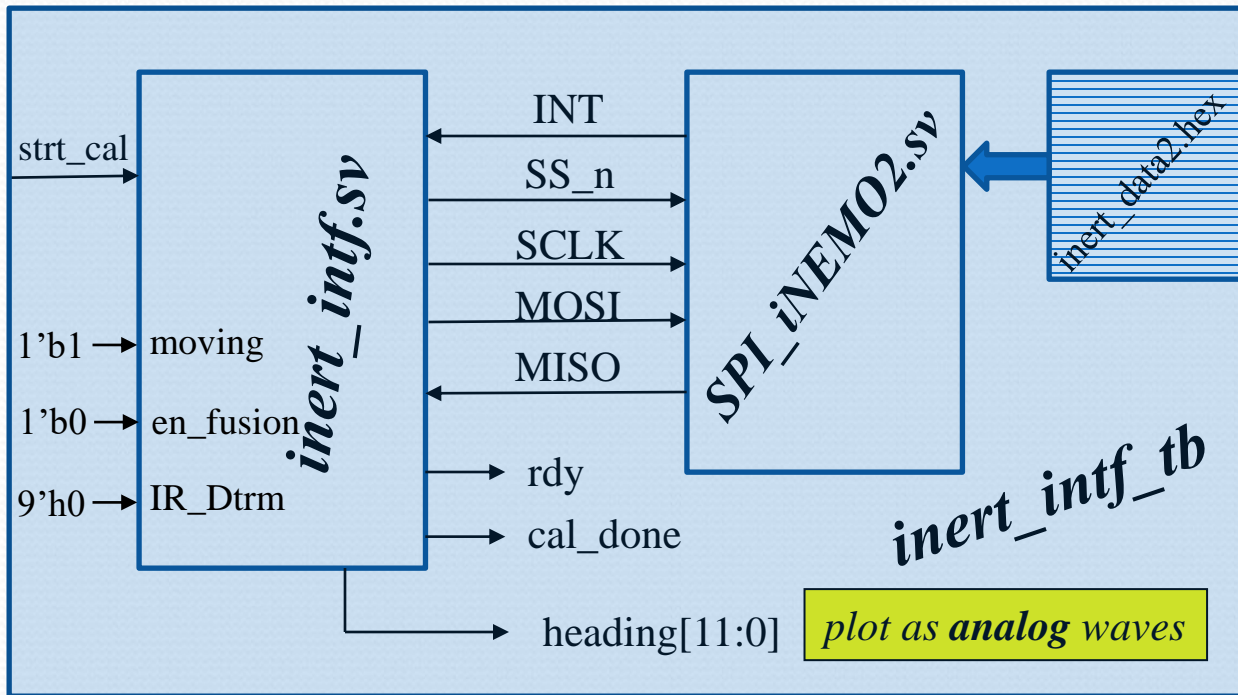 strt_cal
1’b1
moving
1’b0
en_fusion
9’h0
IR_Dtrm
inert_intf.sv
INT
SS_n
SCLK
MOSI
MISO
rdy
cal_done
heading[11:0]
SPI_iNEMO2.sv
inert_data2.hex
inert_intf_tb
plot as analog waves